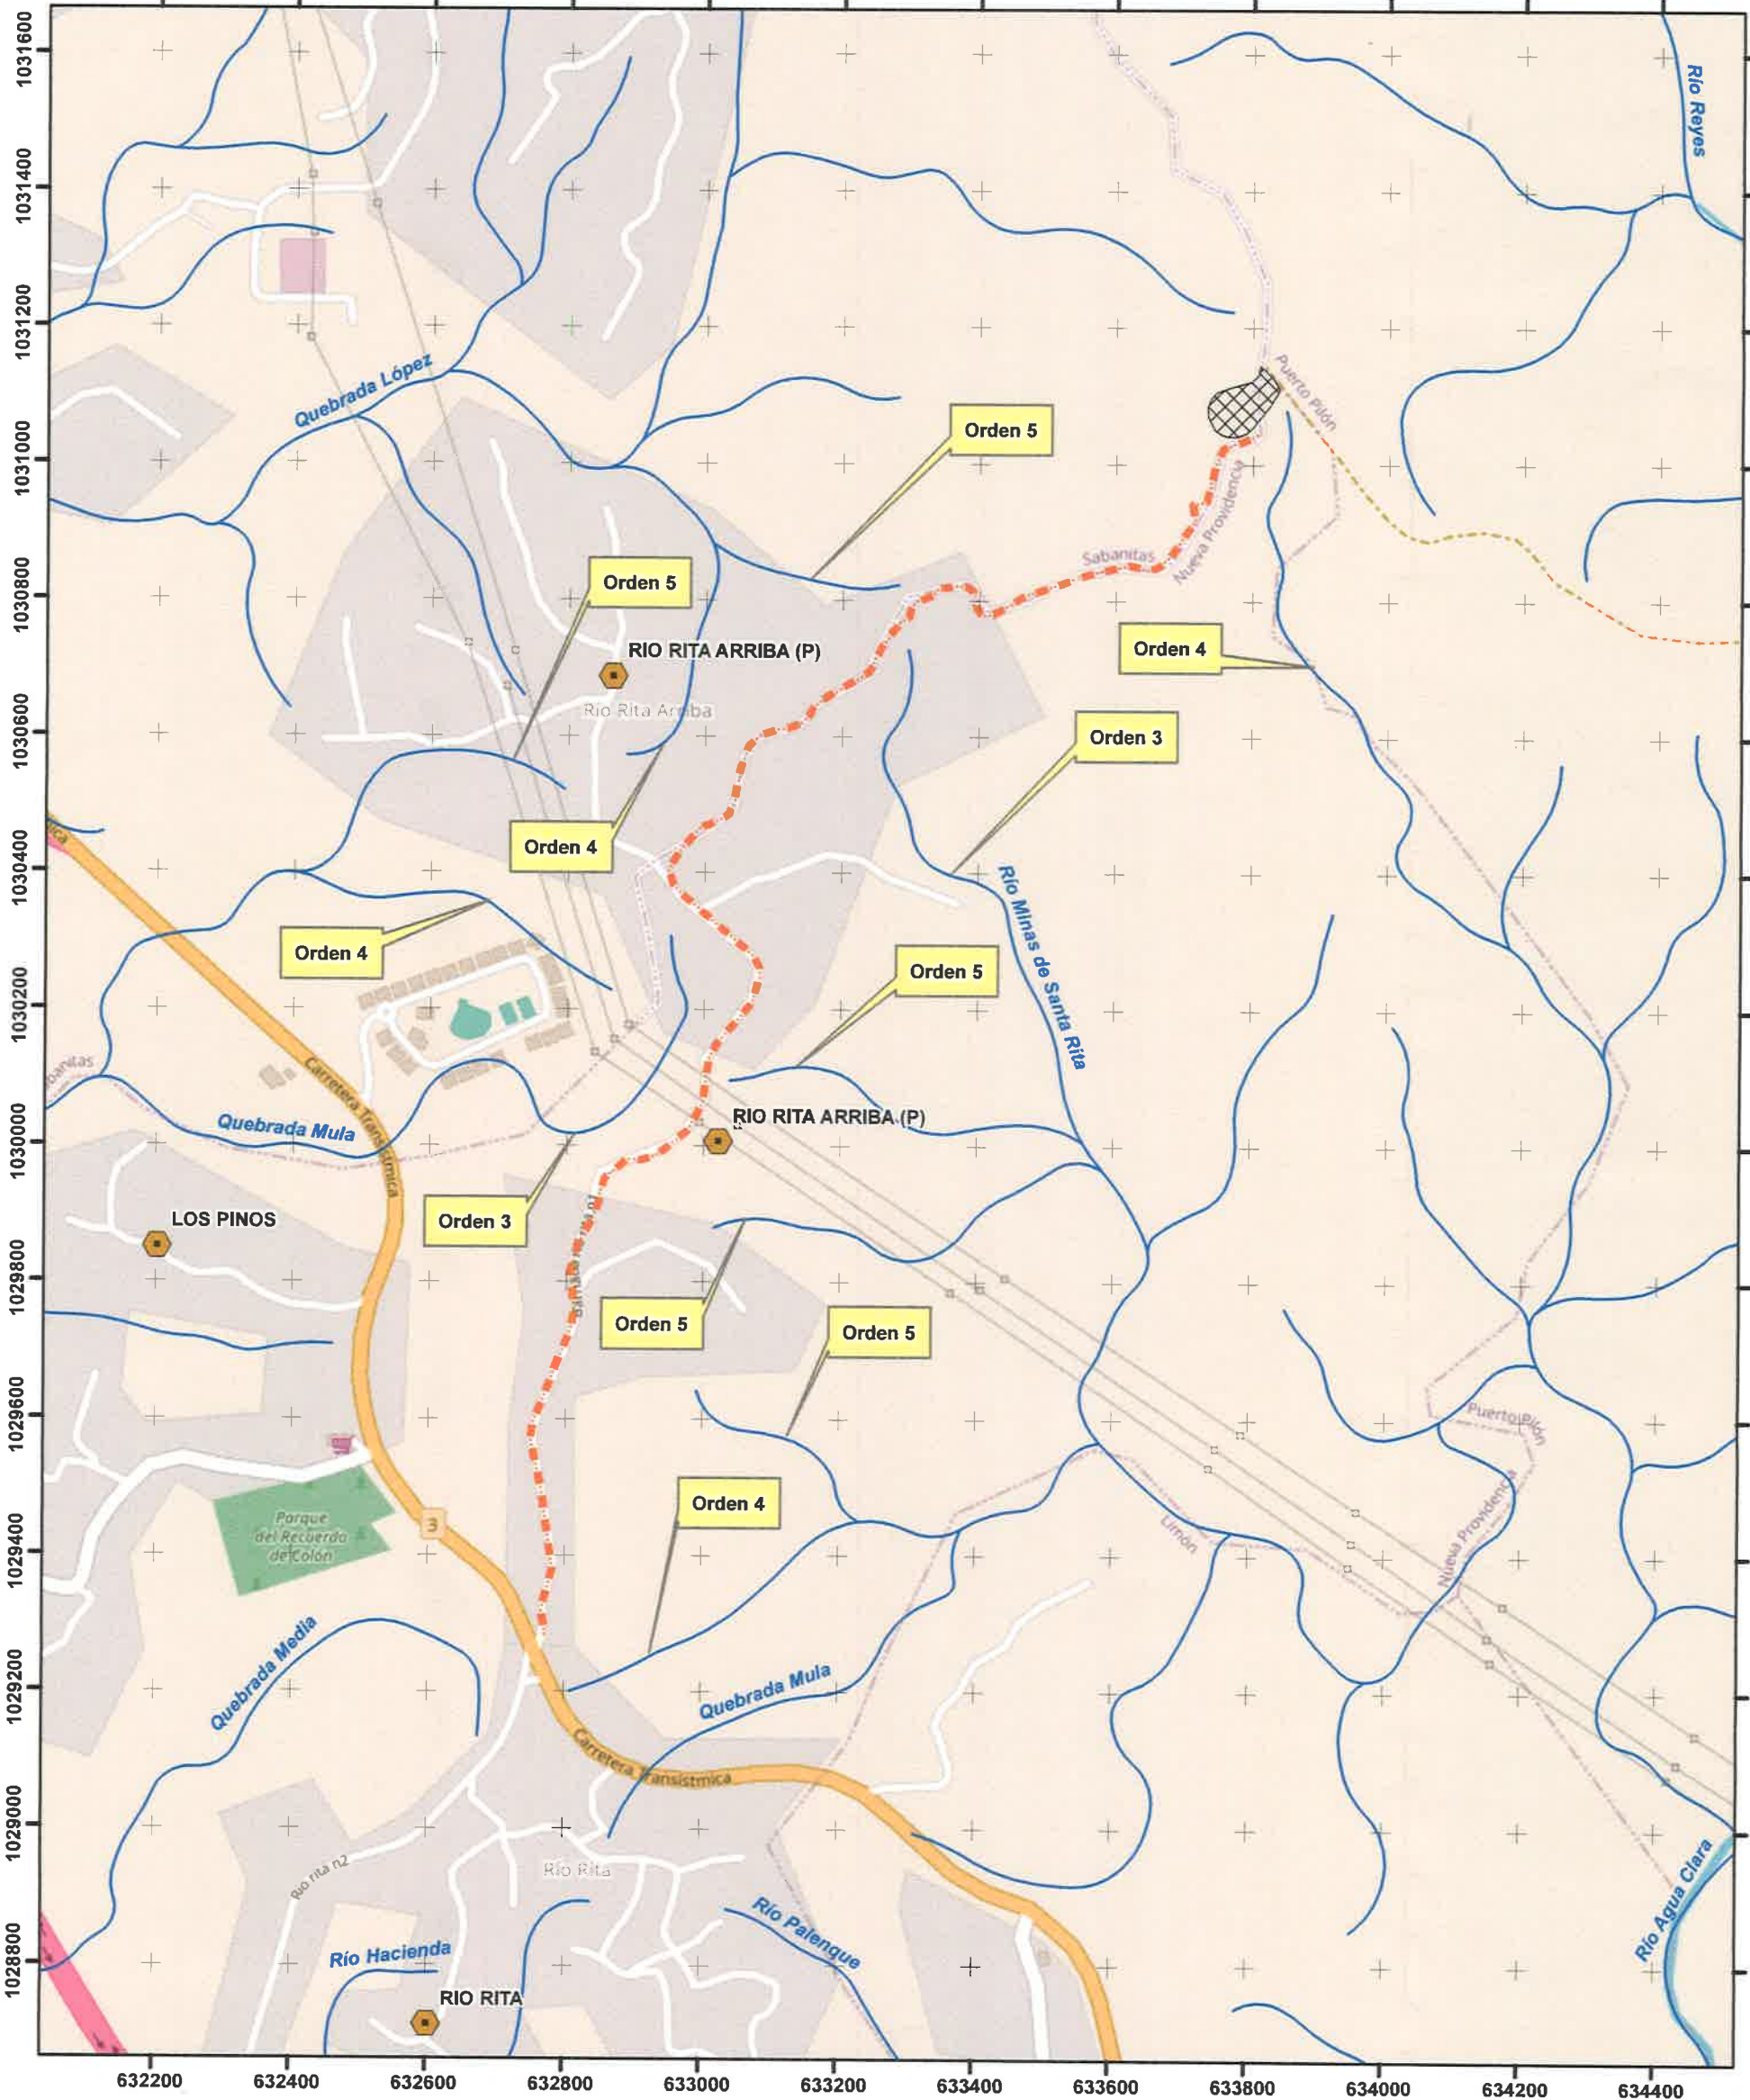 1031600
1031400
1031200
1031000
1030800
1030600
1030400
1030200
1030000
1029800
1029600
1029400
1029200
1029000
1028800
Río Reyes
Quebrada López
Puerto Pilón
Orden 5
Sabanitas
Nueva Providencia
Orden 5
RIO RITA ARRIBA (P)
Rio Rita Arriba
Orden 4
Orden 3
Orden 4
Río Minas de Santa Rita
Orden 4
Orden 5
Carretera Transístmica
Quebrada Mula
RIO RITA ARRIBA (P)
LOS PINOS
Orden 3
Orden 5
Orden 5
Puerto Pilón
Nueva Providencia
Limón
Orden 4
3
Parque
del Recuerdo
de Colón
Quebrada Media
Quebrada Mula
Carretera Transístmica
Río rita n2
Río Rita
Río Palenque
Río Hacienda
RIO RITA
Río Agua Clara
632200
632400
632600
632800
633000
633200
633400
633600
633800
634000
634200
634400